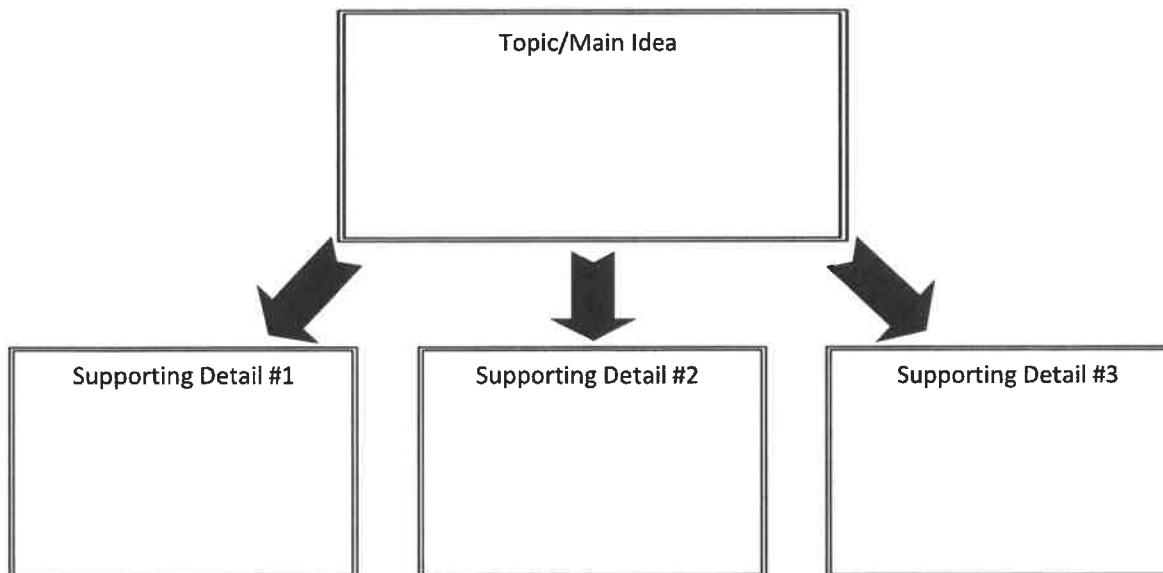 Topic/Main Idea
Supporting Detail #1
Supporting Detail #2
Supporting Detail #3